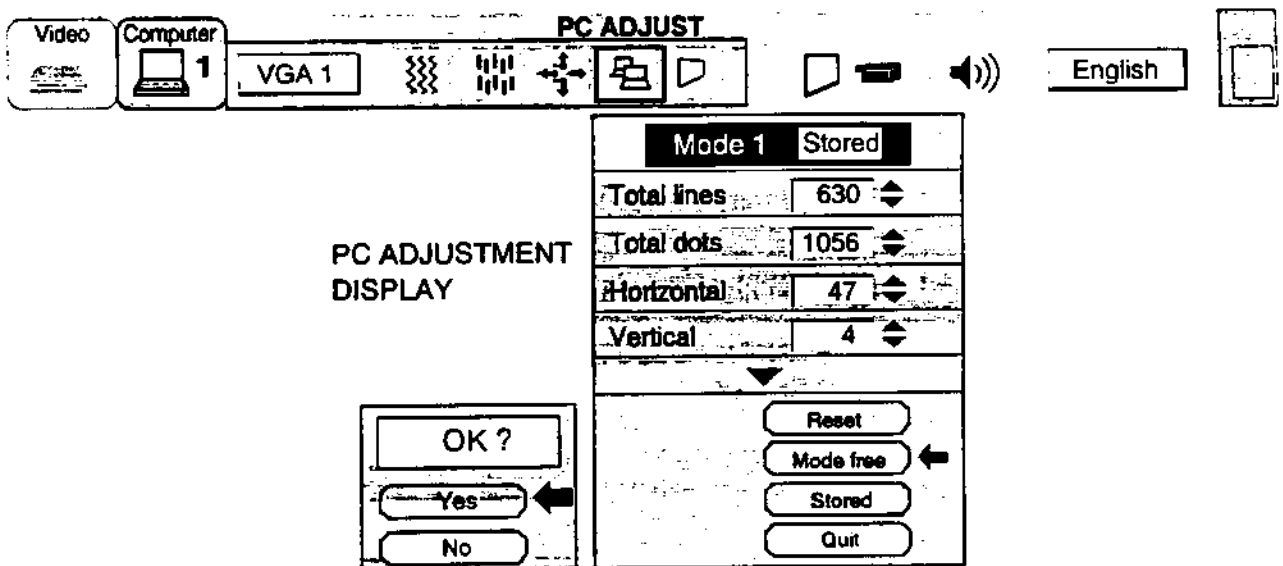 PC ADJUST
Video
Computer
1
VGA 1
English
Mode 1 Stored
Total lines 630
Total dots 1056
Horizontal 47
Vertical 4
PC ADJUSTMENT
DISPLAY
Reset
Mode free
Stored
Quit
OK ?
Yes
No